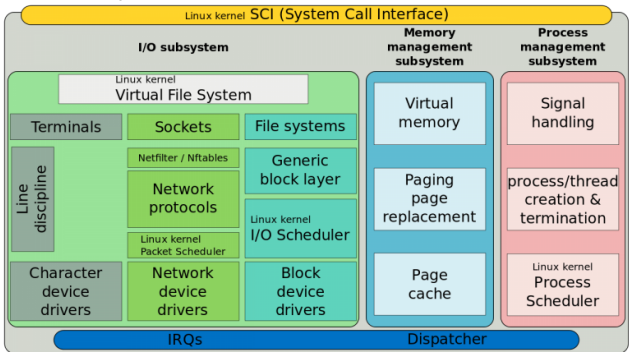 Linux kernel SCI (System Call Interface)
I/O subsystem
Memory
management
subsystem
Process
management
subsystem
Linux kernel
Virtual File System
Terminals
Sockets
File systems
Line
discipline
Netfilter / Nftables
Network
protocols
Linux kernel
Packet Scheduler
Generic
block layer
Linux kernel
I/O Scheduler
Character
device
drivers
Network
device
drivers
Block
device
drivers
Virtual
memory
Paging
page
replacement
Page
cache
Signal
handling
process/thread
creation &
termination
Linux kernel
Process
Scheduler
IRQs
Dispatcher